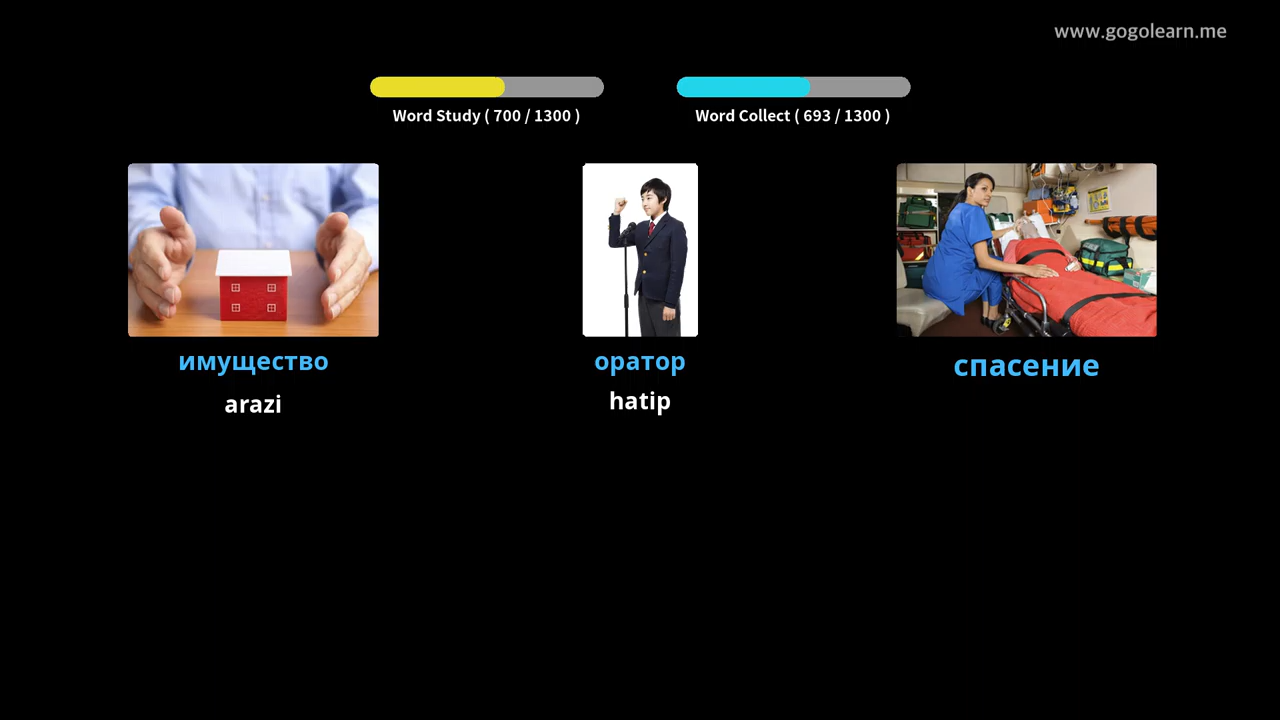 www.gogolearn.me
Word Study ( 700 / 1300 )
Word Collect ( 693 / 1300 )
имущество
arazi
оратор
hatip
спасение